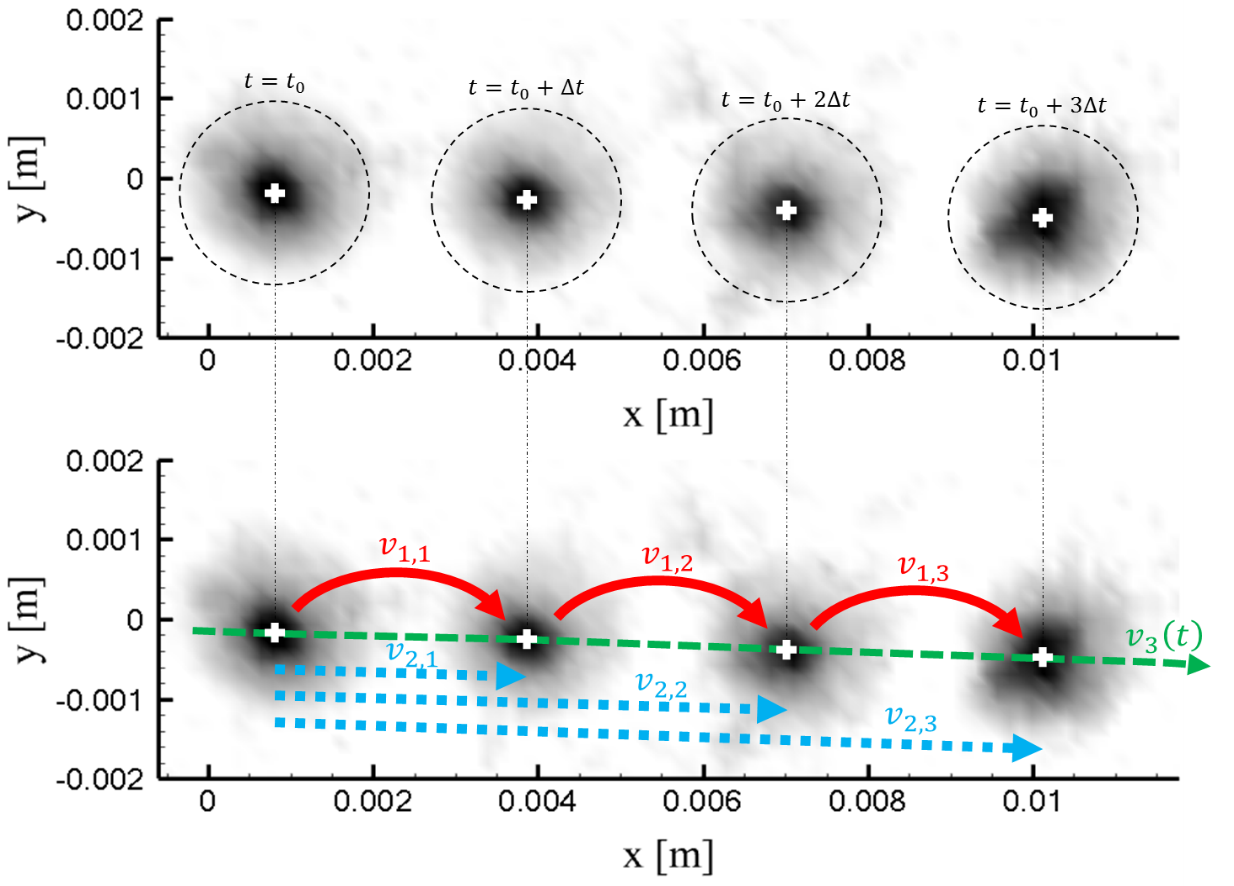 0.002
t = t₀
t = t₀ + Δt
t = t₀ + 2Δt
t = t₀ + 3Δt
0.001
0
-0.001
-0.002
y [m]
0 0.002 0.004 0.006 0.008 0.01
x [m]
0.002
0.001
0
-0.001
-0.002
y [m]
v₁,₁
v₁,₂
v₁,₃
v₃(t)
v₂,₁
v₂,₂
v₂,₃
0 0.002 0.004 0.006 0.008 0.01
x [m]